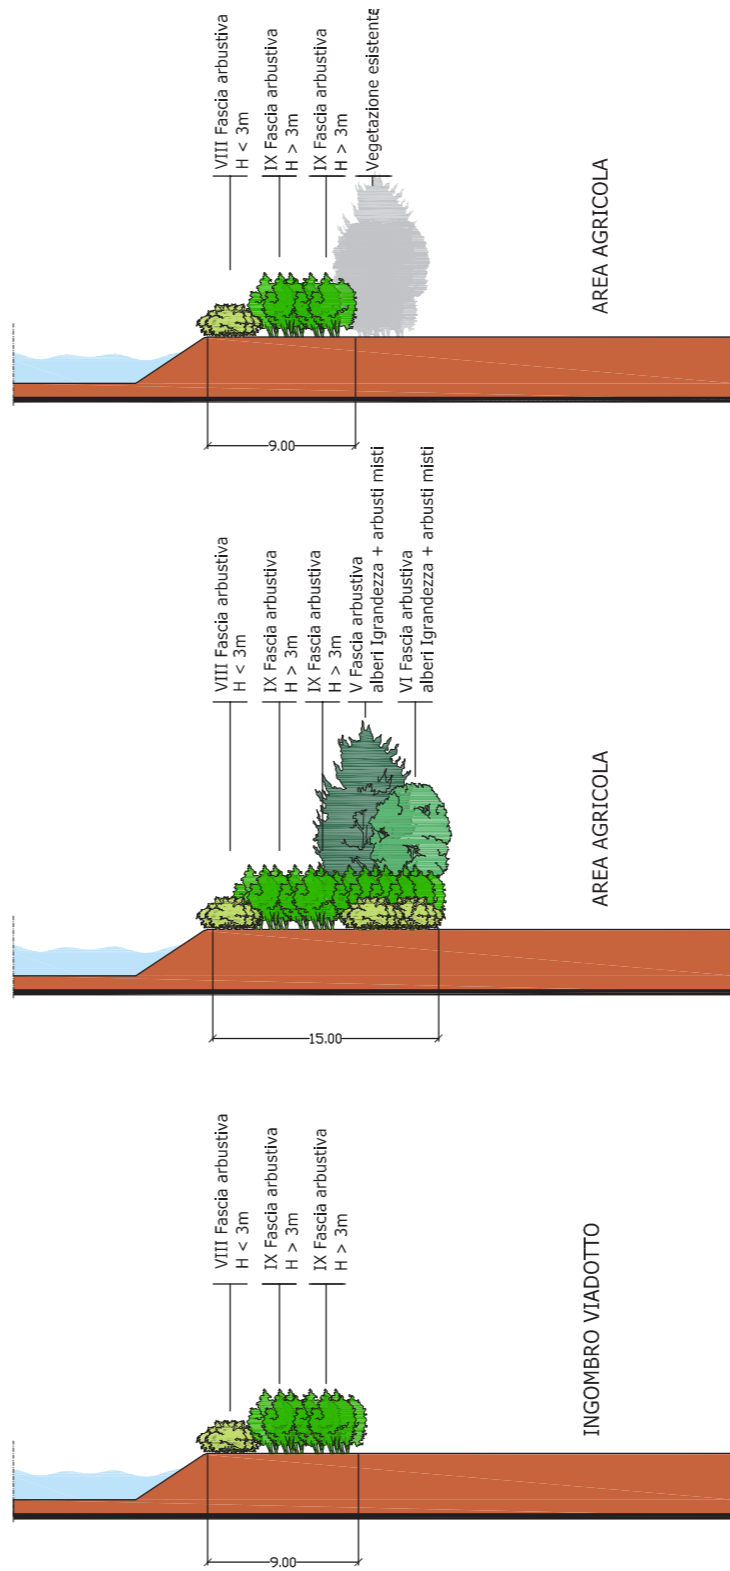 VIII Fascia arbustiva
H < 3m
IX Fascia arbustiva
H > 3m
IX Fascia arbustiva
H > 3m
Vegetazione esistente
AREA AGRICOLA
9.00
VIII Fascia arbustiva
H < 3m
IX Fascia arbustiva
H > 3m
IX Fascia arbustiva
H > 3m
V Fascia arbustiva
alberi Igrandezza + arbusti misti
VI Fascia arbustiva
alberi Igrandezza + arbusti misti
AREA AGRICOLA
15.00
VIII Fascia arbustiva
H < 3m
IX Fascia arbustiva
H > 3m
IX Fascia arbustiva
H > 3m
INGOMBRO VIADOTTO
9.00